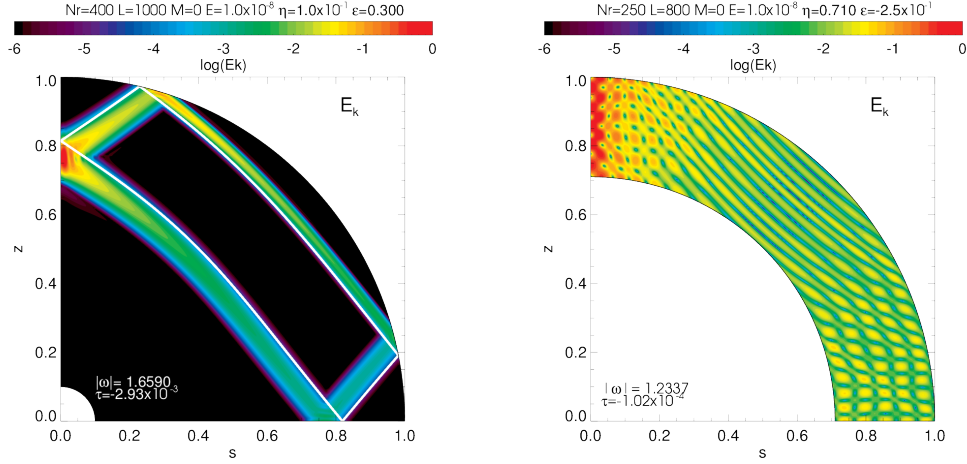 Nr=400 L=1000 M=0 E=1.0x10⁻⁸ η=1.0x10⁻¹ ε=0.300
-6 -5 -4 -3 -2 -1 0
log(Ek)
1.0
0.8
0.6
0.4
0.2
0.0
z
E_k
|ω|= 1.6590
τ=-2.93x10⁻³
0.0 0.2 0.4 0.6 0.8 1.0
s
Nr=250 L=800 M=0 E=1.0x10⁻⁸ η=0.710 ε=-2.5x10⁻¹
-6 -5 -4 -3 -2 -1 0
log(Ek)
1.0
0.8
0.6
0.4
0.2
0.0
z
E_k
|ω|= 1.2337
τ=-1.02x10⁻⁴
0.0 0.2 0.4 0.6 0.8 1.0
s